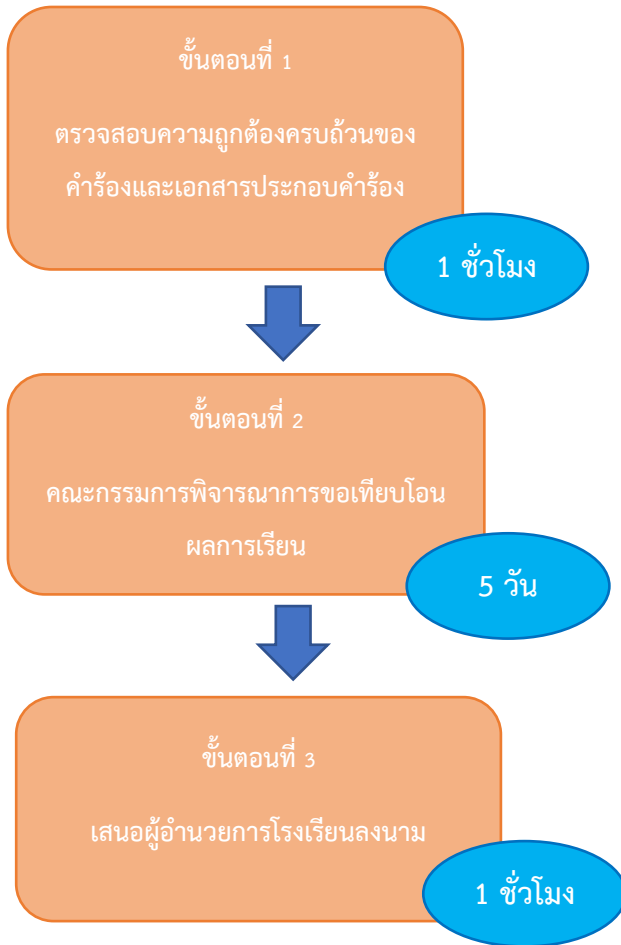 ขั้นตอนที่ 1
ตรวจสอบความถูกต้องครบถ้วนของ
คำร้องและเอกสารประกอบคำร้อง
1 ชั่วโมง
ขั้นตอนที่ 2
คณะกรรมการพิจารณาการขอเทียบโอน
ผลการเรียน
5 วัน
ขั้นตอนที่ 3
เสนอผู้อำนวยการโรงเรียนลงนาม
1 ชั่วโมง